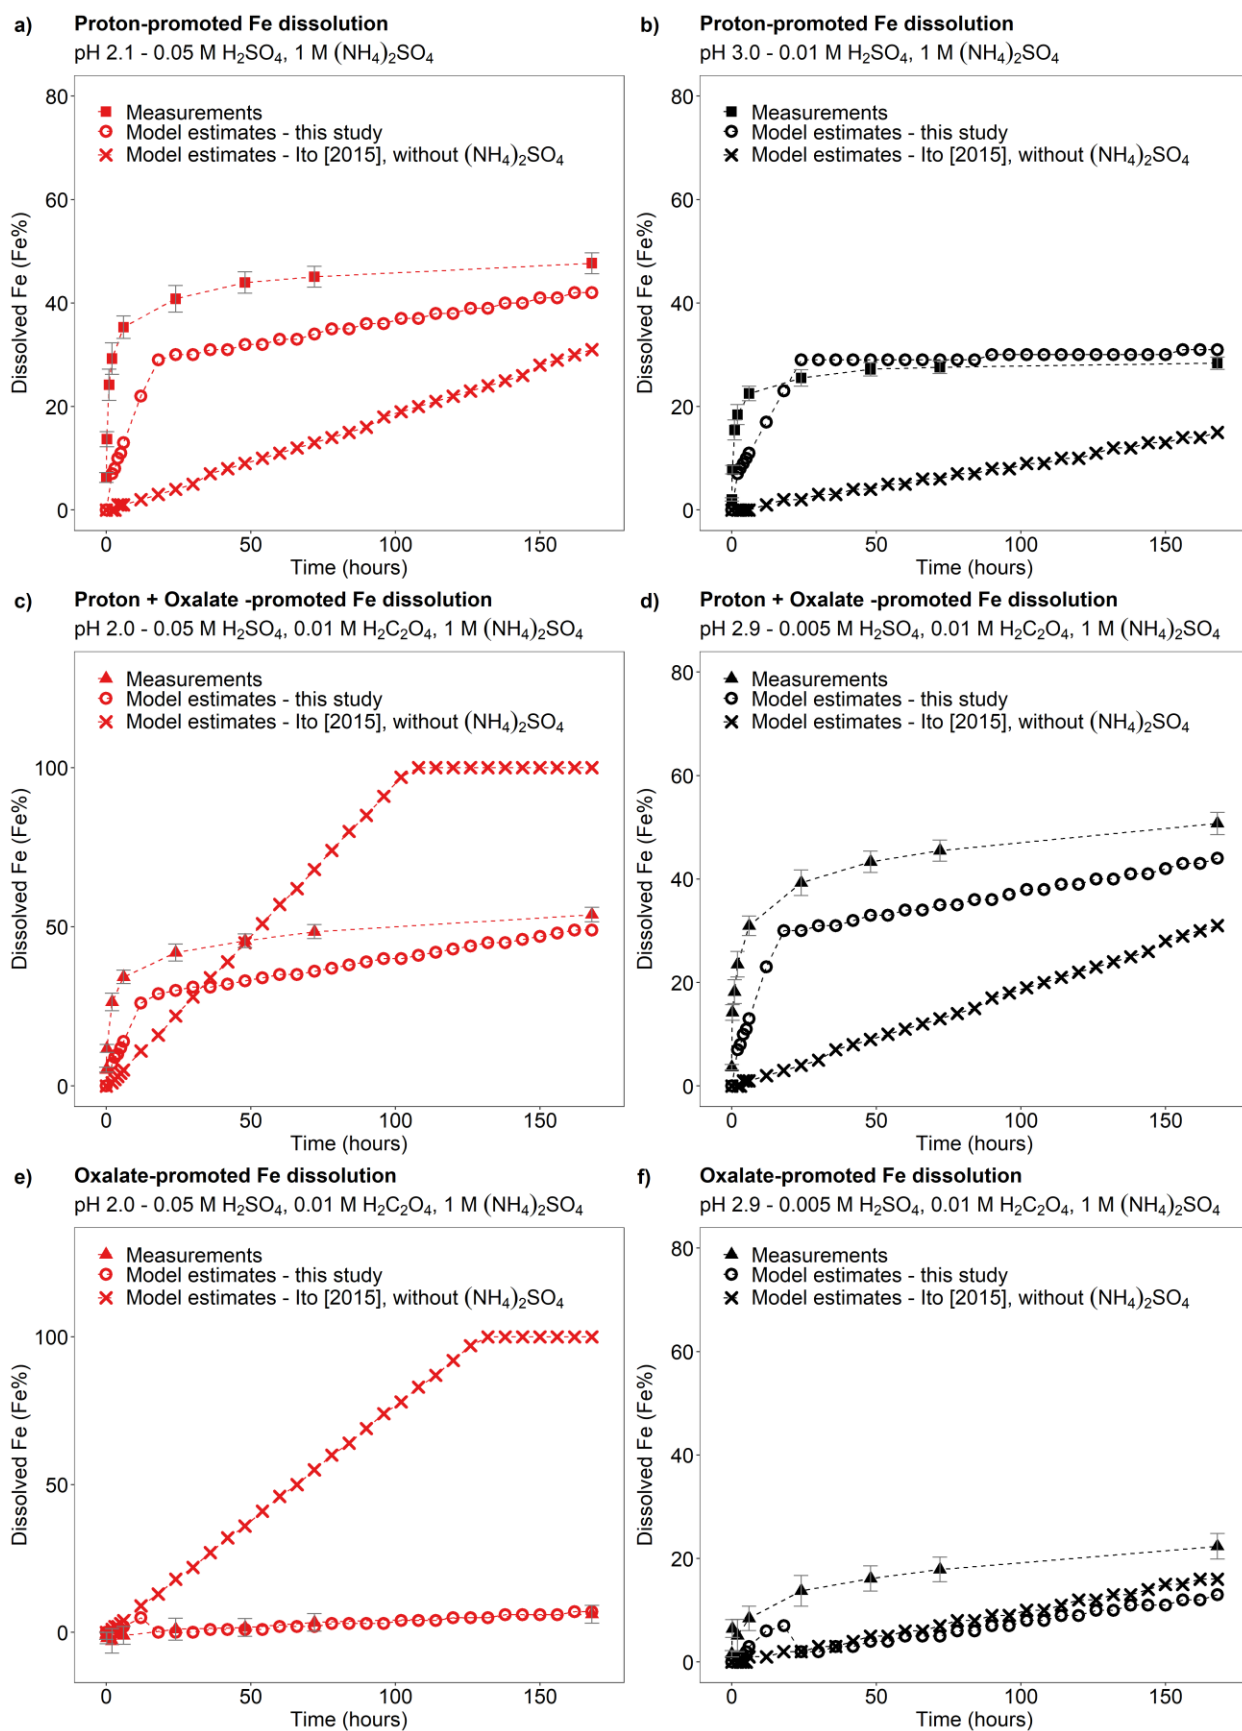 a) Proton-promoted Fe dissolution
pH 2.1 - 0.05 M H₂SO₄, 1 M (NH₄)₂SO₄
Measurements
Model estimates - this study
Model estimates - Ito [2015], without (NH₄)₂SO₄
Dissolved Fe (Fe%)
80
60
40
20
0
0 50 100 150
Time (hours)
b) Proton-promoted Fe dissolution
pH 3.0 - 0.01 M H₂SO₄, 1 M (NH₄)₂SO₄
Measurements
Model estimates - this study
Model estimates - Ito [2015], without (NH₄)₂SO₄
Dissolved Fe (Fe%)
80
60
40
20
0
0 50 100 150
Time (hours)
c) Proton + Oxalate -promoted Fe dissolution
pH 2.0 - 0.05 M H₂SO₄, 0.01 M H₂C₂O₄, 1 M (NH₄)₂SO₄
Measurements
Model estimates - this study
Model estimates - Ito [2015], without (NH₄)₂SO₄
Dissolved Fe (Fe%)
100
50
0
0 50 100 150
Time (hours)
d) Proton + Oxalate -promoted Fe dissolution
pH 2.9 - 0.005 M H₂SO₄, 0.01 M H₂C₂O₄, 1 M (NH₄)₂SO₄
Measurements
Model estimates - this study
Model estimates - Ito [2015], without (NH₄)₂SO₄
Dissolved Fe (Fe%)
80
60
40
20
0
0 50 100 150
Time (hours)
e) Oxalate-promoted Fe dissolution
pH 2.0 - 0.05 M H₂SO₄, 0.01 M H₂C₂O₄, 1 M (NH₄)₂SO₄
Measurements
Model estimates - this study
Model estimates - Ito [2015], without (NH₄)₂SO₄
Dissolved Fe (Fe%)
100
50
0
0 50 100 150
Time (hours)
f) Oxalate-promoted Fe dissolution
pH 2.9 - 0.005 M H₂SO₄, 0.01 M H₂C₂O₄, 1 M (NH₄)₂SO₄
Measurements
Model estimates - this study
Model estimates - Ito [2015], without (NH₄)₂SO₄
Dissolved Fe (Fe%)
80
60
40
20
0
0 50 100 150
Time (hours)